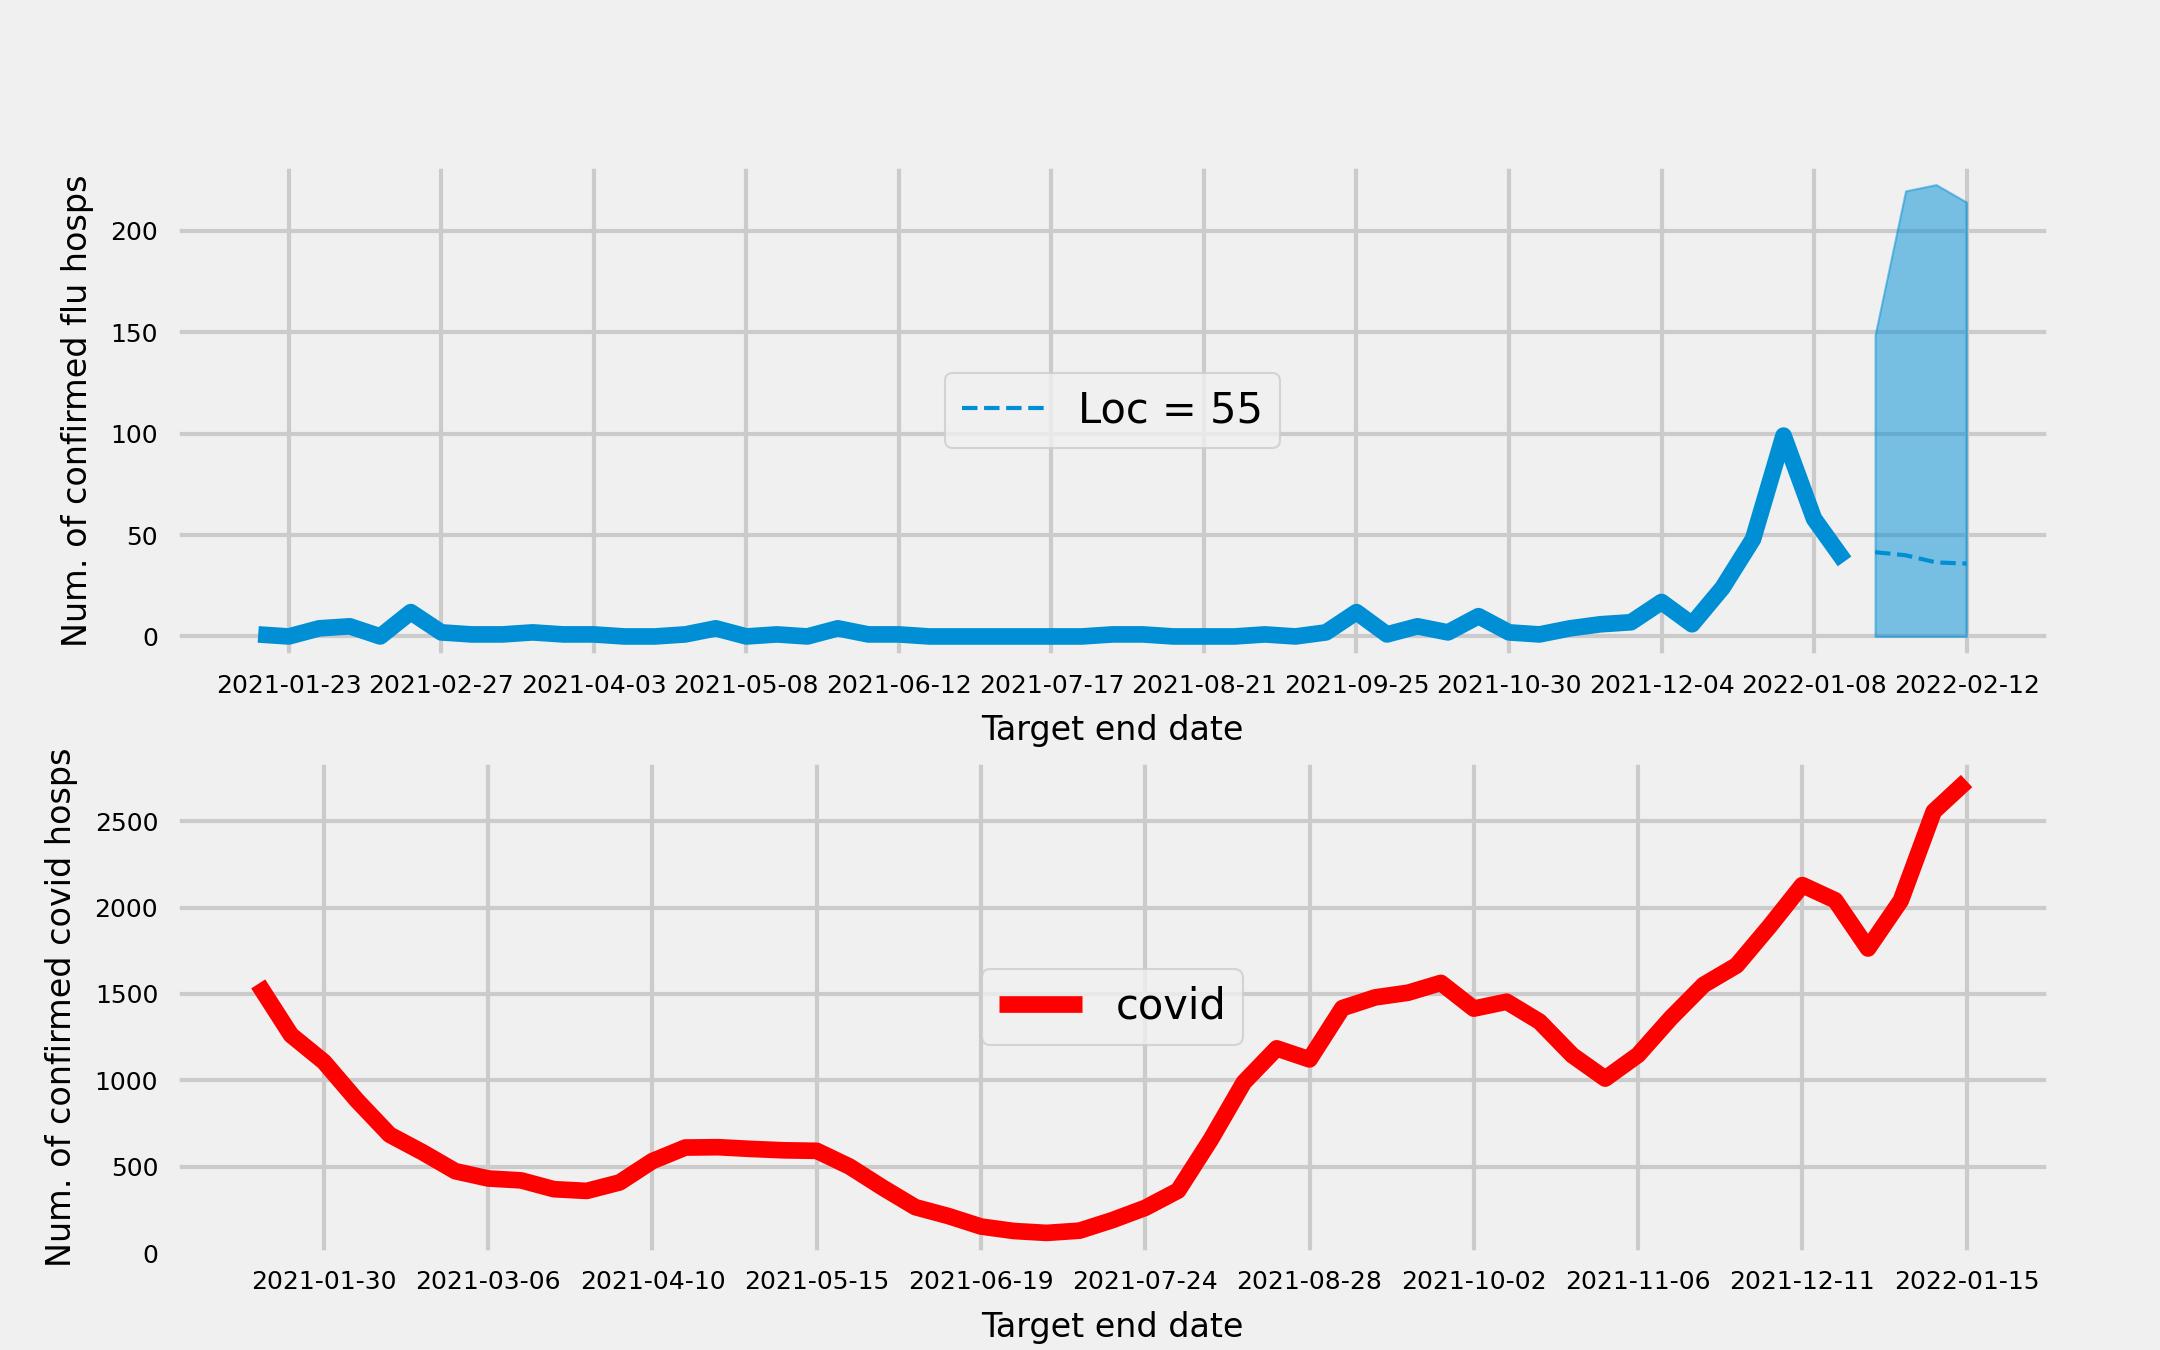 Num. of confirmed flu hosps
200
150
100
50
0
Loc = 55
2021-01-23 2021-02-27 2021-04-03 2021-05-08 2021-06-12 2021-07-17 2021-08-21 2021-09-25 2021-10-30 2021-12-04 2022-01-08 2022-02-12
Target end date
Num. of confirmed covid hosps
2500
2000
1500
1000
500
0
covid
2021-01-30 2021-03-06 2021-04-10 2021-05-15 2021-06-19 2021-07-24 2021-08-28 2021-10-02 2021-11-06 2021-12-11 2022-01-15
Target end date